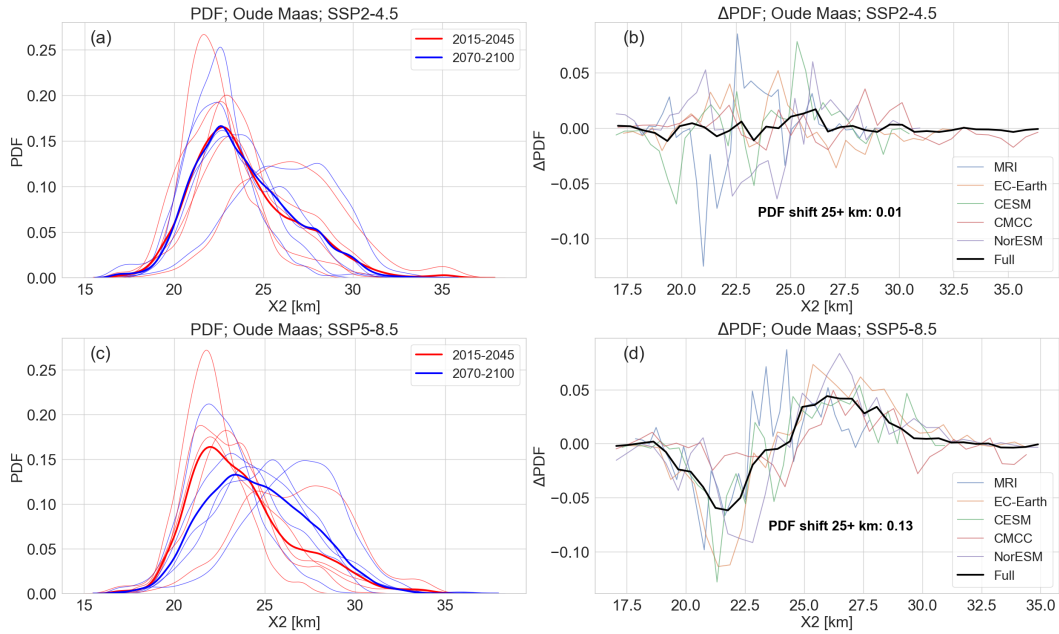 PDF; Oude Maas; SSP2-4.5
(a)
2015-2045
2070-2100
PDF
0.25
0.20
0.15
0.10
0.05
0.00
15 20 25 30 35
X2 [km]
ΔPDF; Oude Maas; SSP2-4.5
(b)
ΔPDF
0.05
0.00
−0.05
−0.10
PDF shift 25+ km: 0.01
MRI
EC-Earth
CESM
CMCC
NorESM
Full
17.5 20.0 22.5 25.0 27.5 30.0 32.5 35.0
X2 [km]
PDF; Oude Maas; SSP5-8.5
(c)
2015-2045
2070-2100
PDF
0.25
0.20
0.15
0.10
0.05
0.00
15 20 25 30 35
X2 [km]
ΔPDF; Oude Maas; SSP5-8.5
(d)
ΔPDF
0.05
0.00
−0.05
−0.10
PDF shift 25+ km: 0.13
MRI
EC-Earth
CESM
CMCC
NorESM
Full
17.5 20.0 22.5 25.0 27.5 30.0 32.5 35.0
X2 [km]